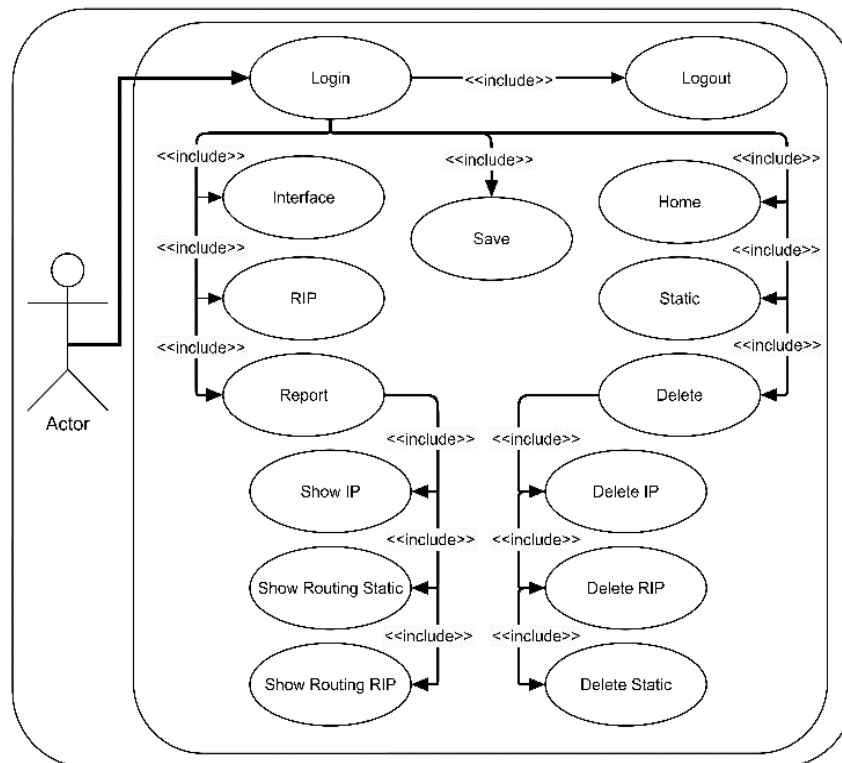 Login
<<include>>
Logout
<<include>>
<<include>>
<<include>>
Interface
Save
Home
<<include>>
<<include>>
RIP
Static
<<include>>
<<include>>
Report
Delete
Actor
<<include>>
<<include>>
Show IP
Delete IP
<<include>>
<<include>>
Show Routing Static
Delete RIP
<<include>>
<<include>>
Show Routing RIP
Delete Static